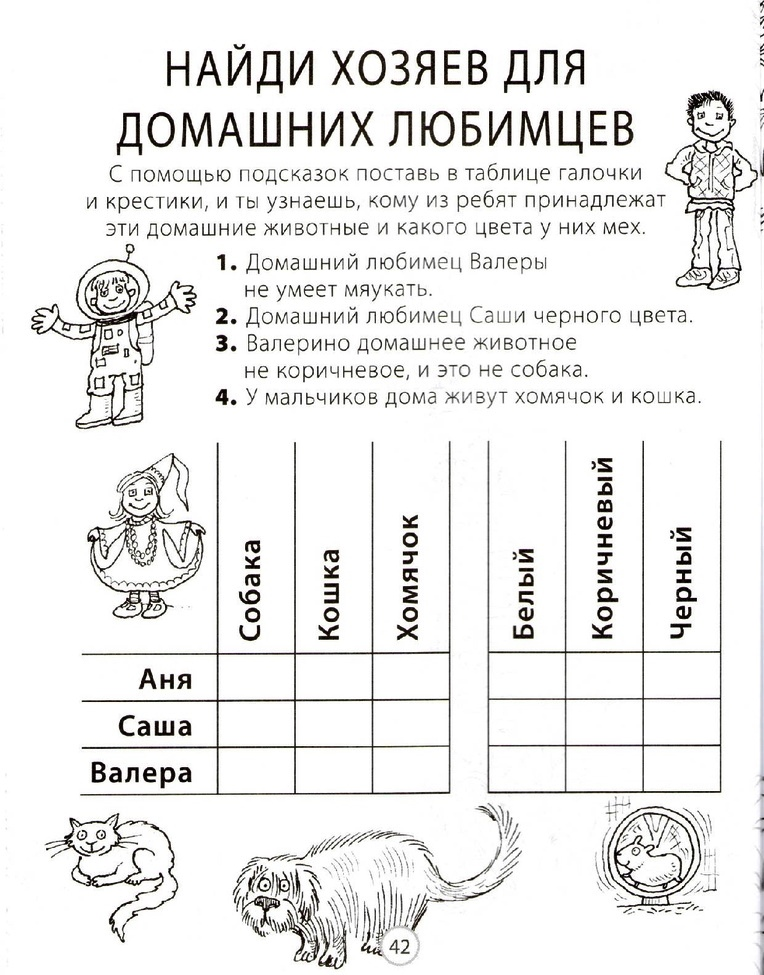 НАЙДИ ХОЗЯЕВ ДЛЯ
ДОМАШНИХ ЛЮБИМЦЕВ
С помощью подсказок поставь в таблице галочки
и крестики, и ты узнаешь, кому из ребят принадлежат
эти домашние животные и какого цвета у них мех.
1. Домашний любимец Валеры
не умеет мяукать.
2. Домашний любимец Саши черного цвета.
3. Валерино домашнее животное
не коричневое, и это не собака.
4. У мальчиков дома живут хомячок и кошка.
Собака
Кошка
Хомячок
Белый
Коричневый
Черный
Аня
Саша
Валера
42